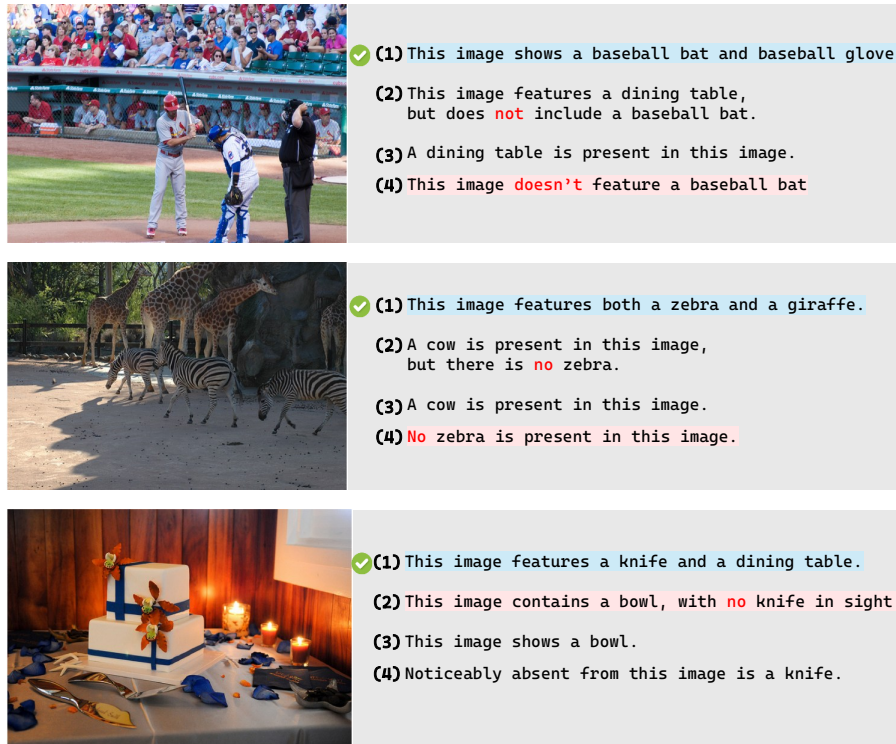 (1) This image shows a baseball bat and baseball glove
(2) This image features a dining table,
but does not include a baseball bat.
(3) A dining table is present in this image.
(4) This image doesn't feature a baseball bat
(1) This image features both a zebra and a giraffe.
(2) A cow is present in this image,
but there is no zebra.
(3) A cow is present in this image.
(4) No zebra is present in this image.
(1) This image features a knife and a dining table.
(2) This image contains a bowl, with no knife in sight
(3) This image shows a bowl.
(4) Noticeably absent from this image is a knife.